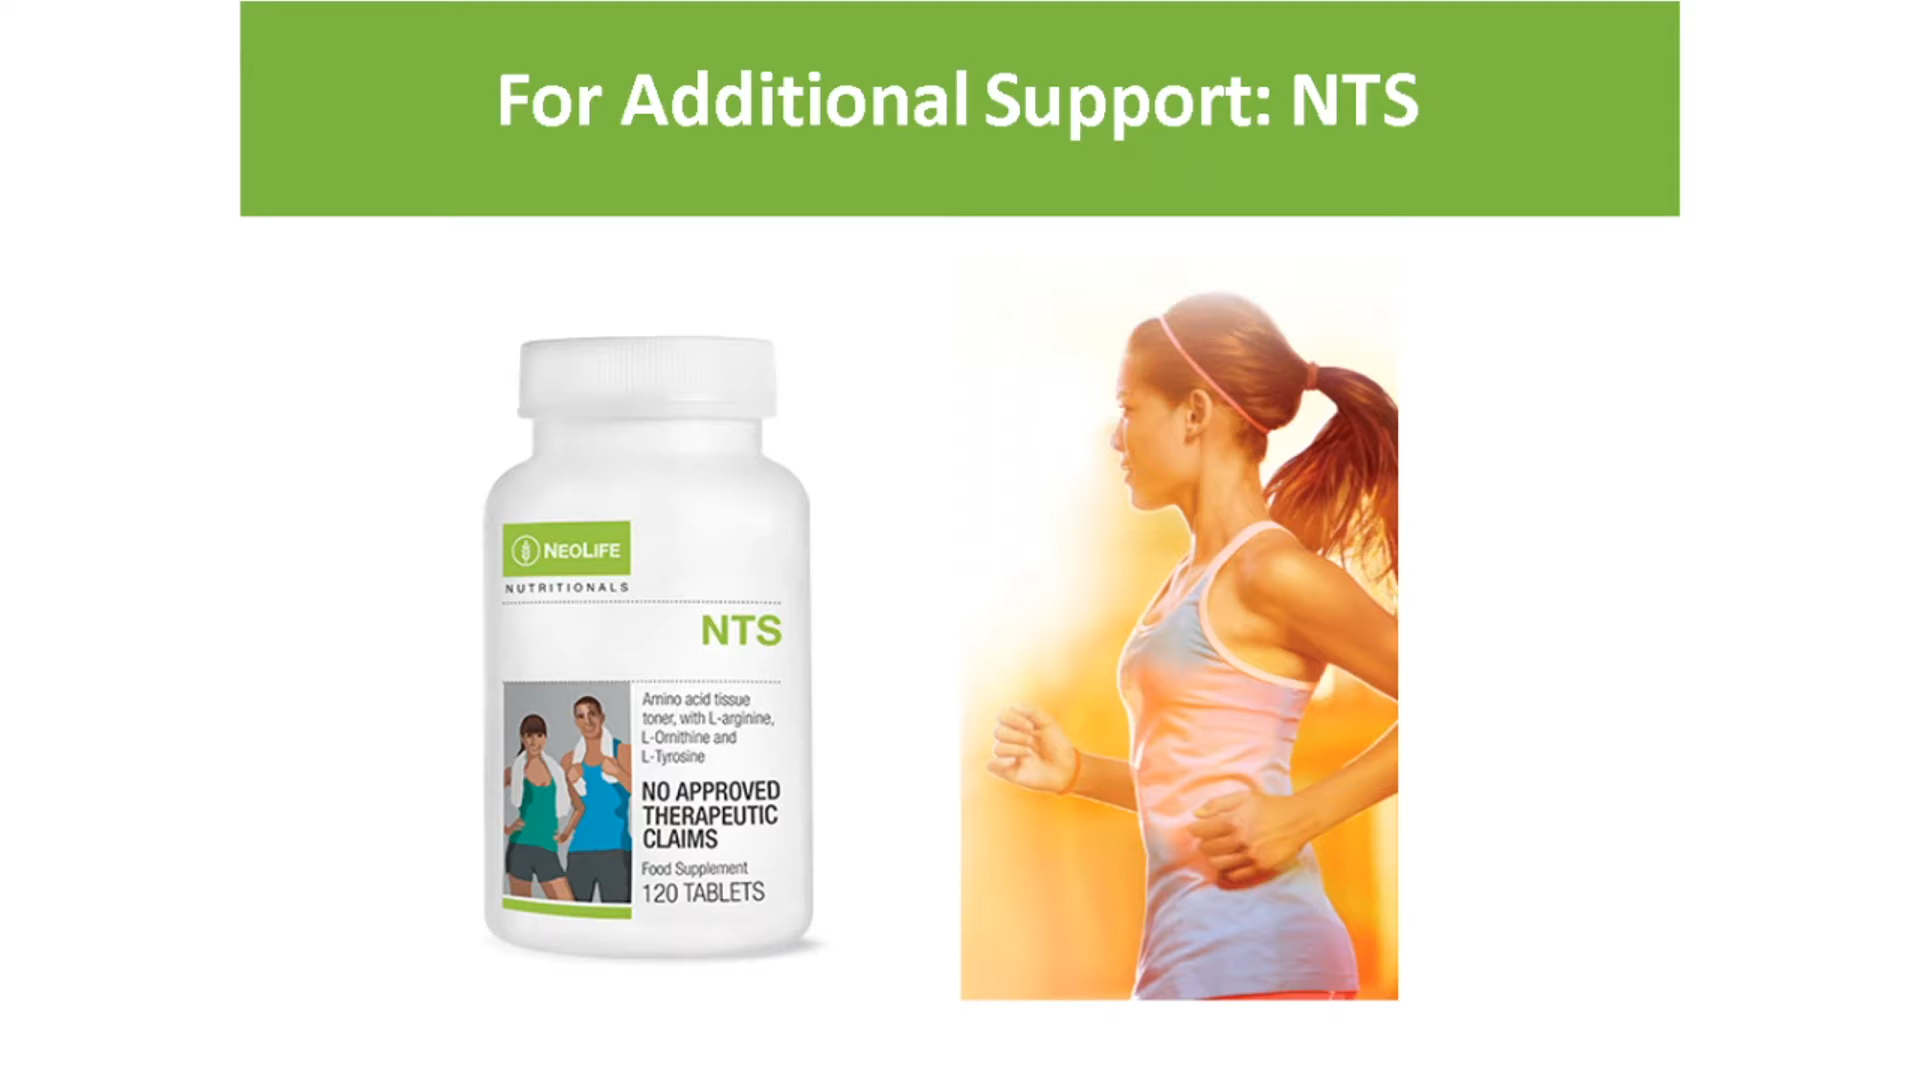 For Additional Support: NTS
NEOLIFE
NUTRITIONALS
NTS
Amino acid tissue
toner, with L-arginine,
L-Ornithine and
L-Tyrosine
NO APPROVED
THERAPEUTIC
CLAIMS
Food Supplement
120 TABLETS